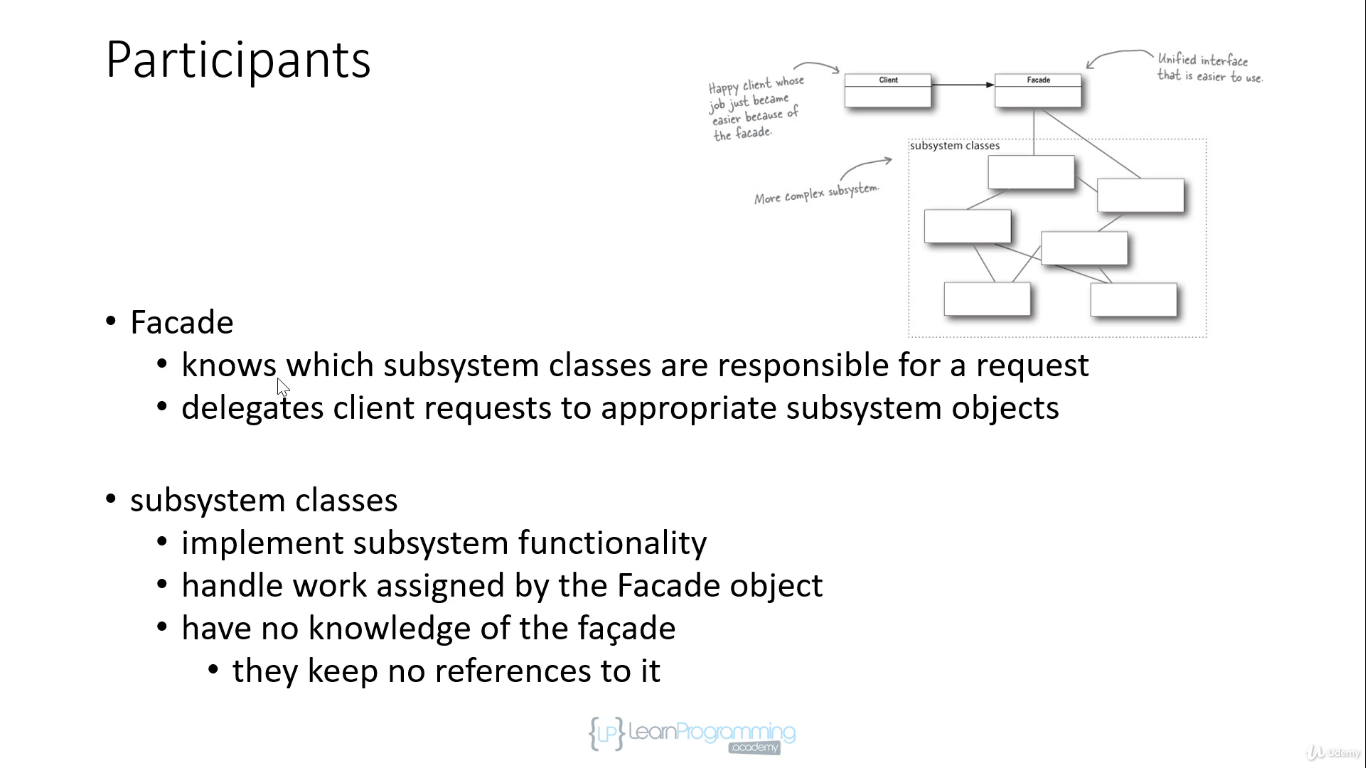 Participants
Happy client whose
job just became
easier because of
the facade.
Client
Facade
Unified interface
that is easier to use.
subsystem classes
More complex subsystem.
• Facade
• knows which subsystem classes are responsible for a request
• delegates client requests to appropriate subsystem objects
• subsystem classes
• implement subsystem functionality
• handle work assigned by the Facade object
• have no knowledge of the façade
• they keep no references to it
{LP} LearnProgramming
.academy
Udemy